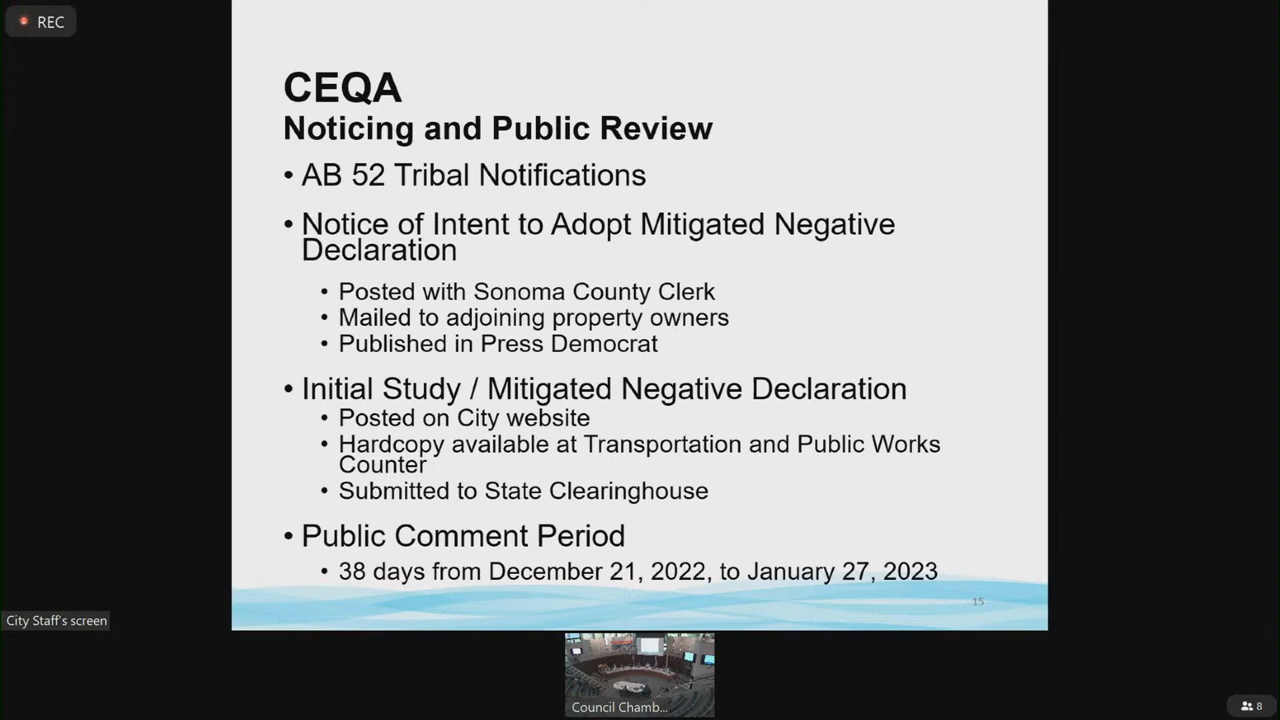 REC
CEQA
Noticing and Public Review
• AB 52 Tribal Notifications
• Notice of Intent to Adopt Mitigated Negative
Declaration
• Posted with Sonoma County Clerk
• Mailed to adjoining property owners
• Published in Press Democrat
• Initial Study / Mitigated Negative Declaration
• Posted on City website
• Hardcopy available at Transportation and Public Works
Counter
• Submitted to State Clearinghouse
• Public Comment Period
• 38 days from December 21, 2022, to January 27, 2023
15
City Staff's screen
Council Chamb...
8